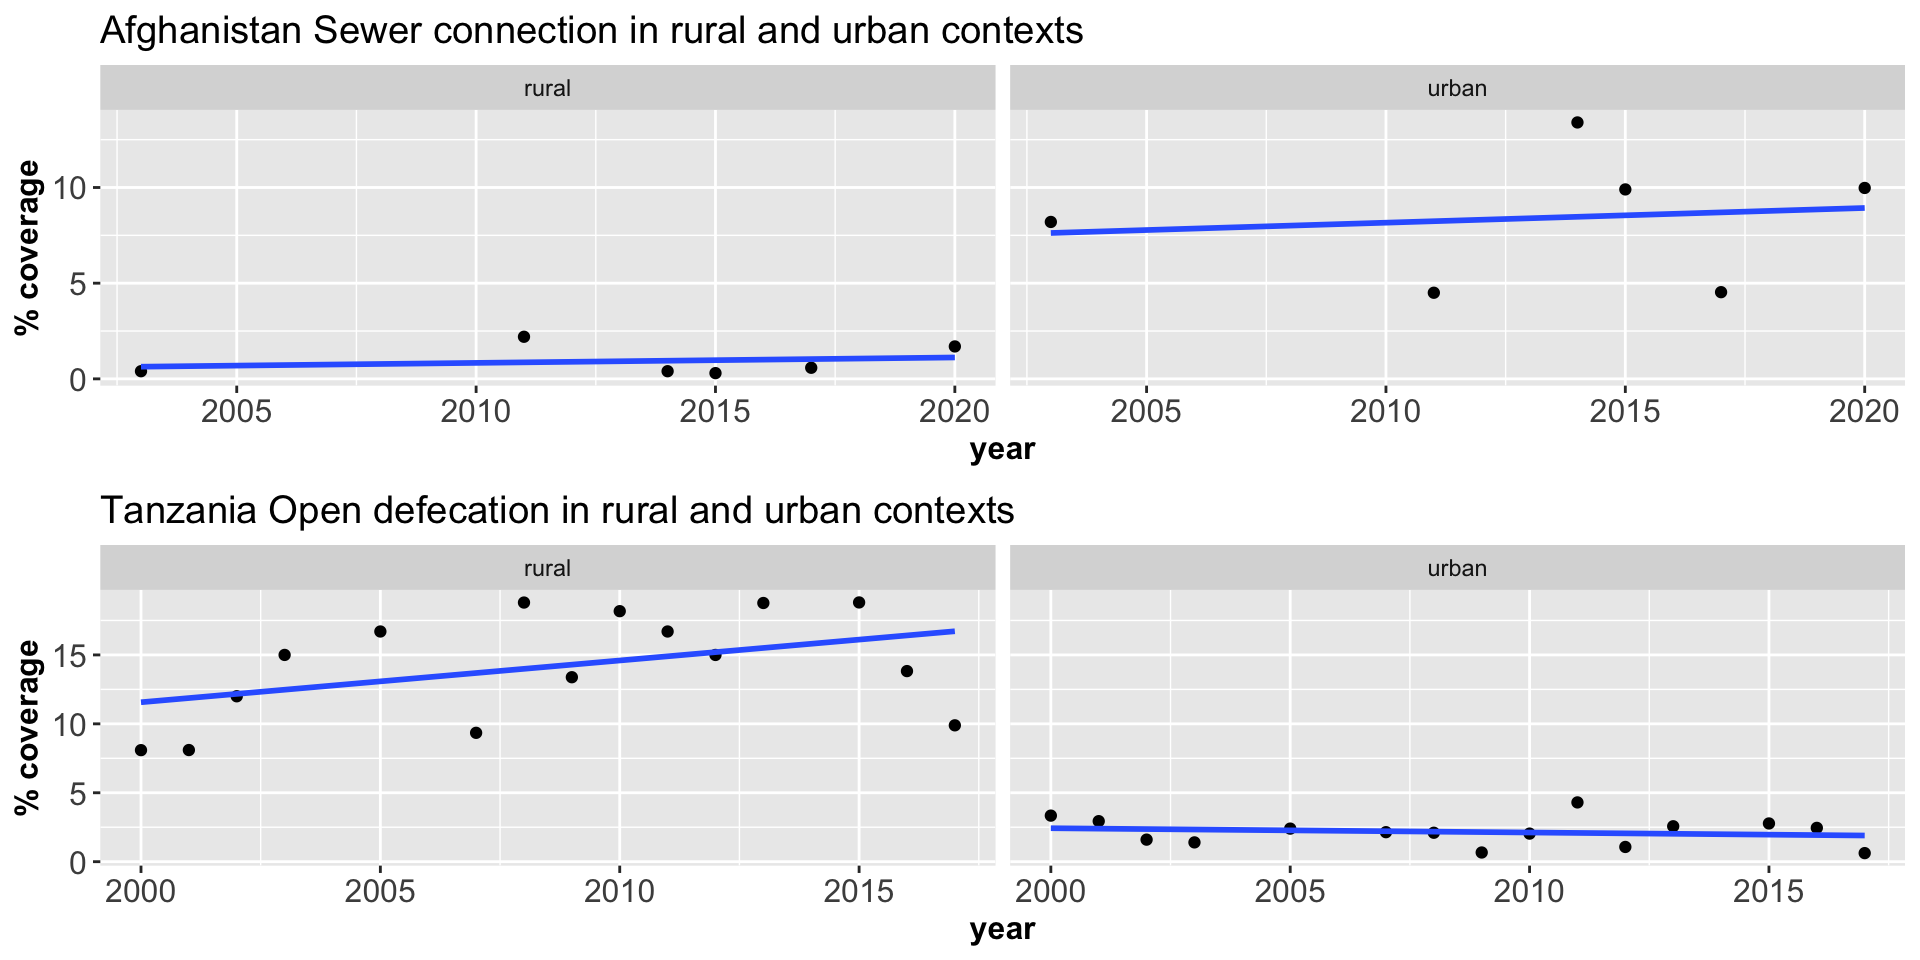 Afghanistan Sewer connection in rural and urban contexts
rural
urban
% coverage
10
5
0
2005 2010 2015 2020
2005 2010 2015 2020
year
Tanzania Open defecation in rural and urban contexts
rural
urban
% coverage
15
10
5
0
2000 2005 2010 2015
2000 2005 2010 2015
year